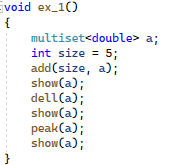 void ex_1()
{
multiset<double> a;
int size = 5;
add(size, a);
show(a);
dell(a);
show(a);
peak(a);
show(a);
}